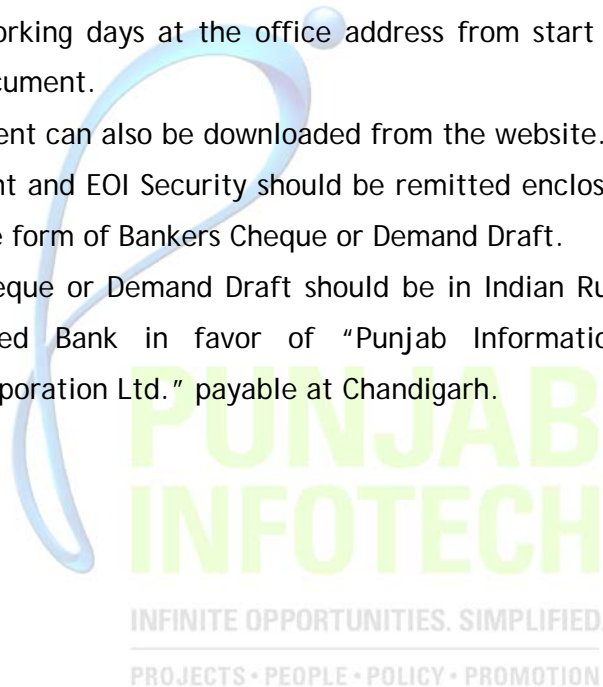 orking days at the office address from start
cument.
ent can also be downloaded from the website.
nt and EOI Security should be remitted enclos
e form of Bankers Cheque or Demand Draft.
eque or Demand Draft should be in Indian Ru
ed Bank in favor of “Punjab Informatio
poration Ltd.” payable at Chandigarh.
PUNJAB
INFOTECH
INFINITE OPPORTUNITIES. SIMPLIFIED.
PROJECTS • PEOPLE • POLICY • PROMOTION